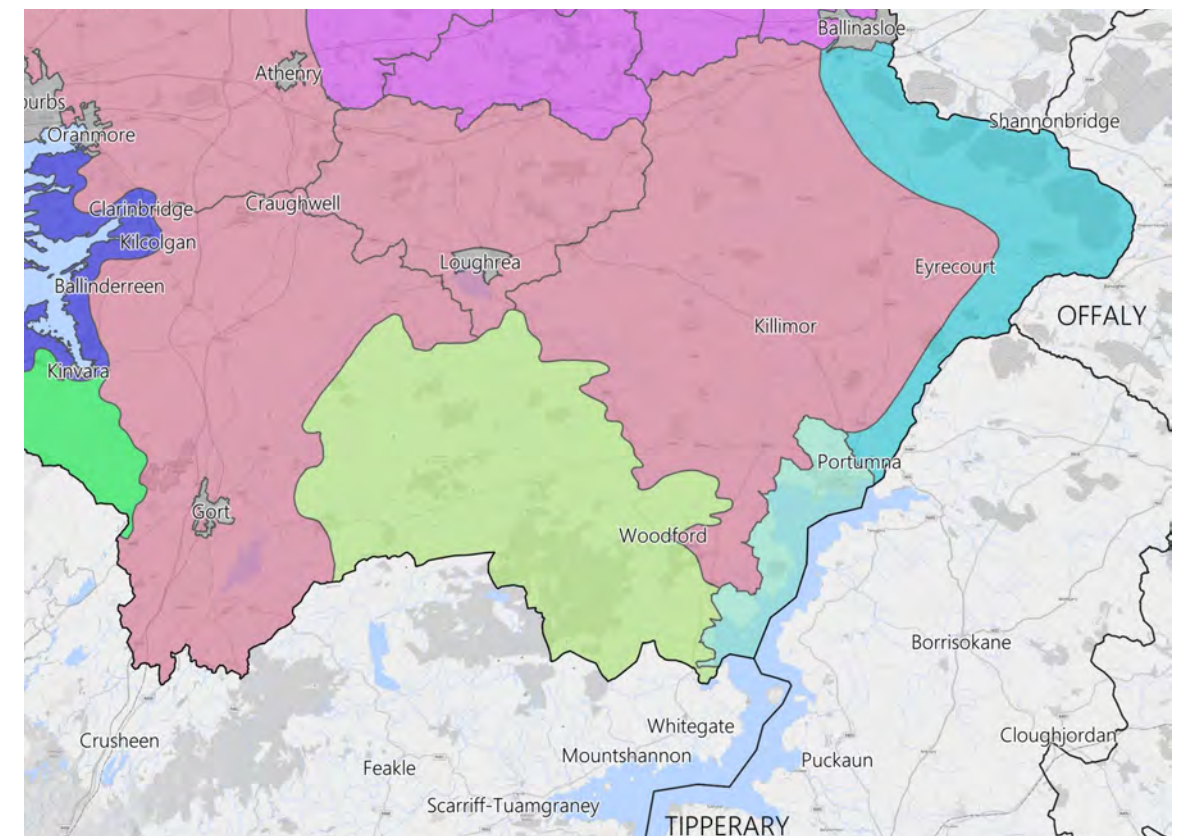 Ballinasloe
Athenry
ourbs
Oranmore
Shannonbridge
Craughwell
Clarinbridge
Kilcolgan
Loughrea
Eyrecourt
Ballinderreen
OFFALY
Killimor
Kinvara
Portumna
Gort
Woodford
Borrisokane
Whitegate
Crusheen
Mountshannon
Cloughjordan
Feakle
Puckaun
Scarriff-Tuamgraney
TIPPERARY